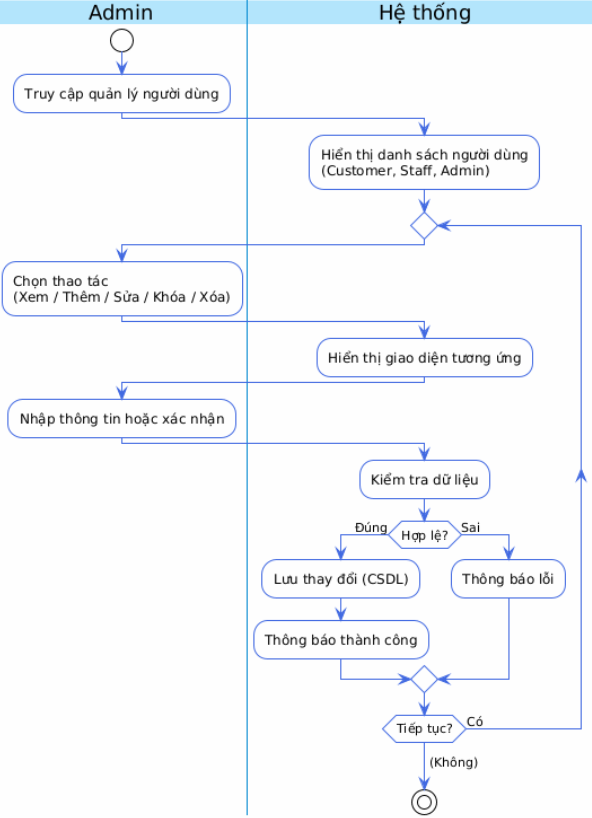 Admin
Hệ thống
Truy cập quản lý người dùng
Hiển thị danh sách người dùng
(Customer, Staff, Admin)
Chọn thao tác
(Xem / Thêm / Sửa / Khóa / Xóa)
Hiển thị giao diện tương ứng
Nhập thông tin hoặc xác nhận
Kiểm tra dữ liệu
Hợp lệ?
Đúng
Sai
Lưu thay đổi (CSDL)
Thông báo lỗi
Thông báo thành công
Tiếp tục?
Có
(Không)